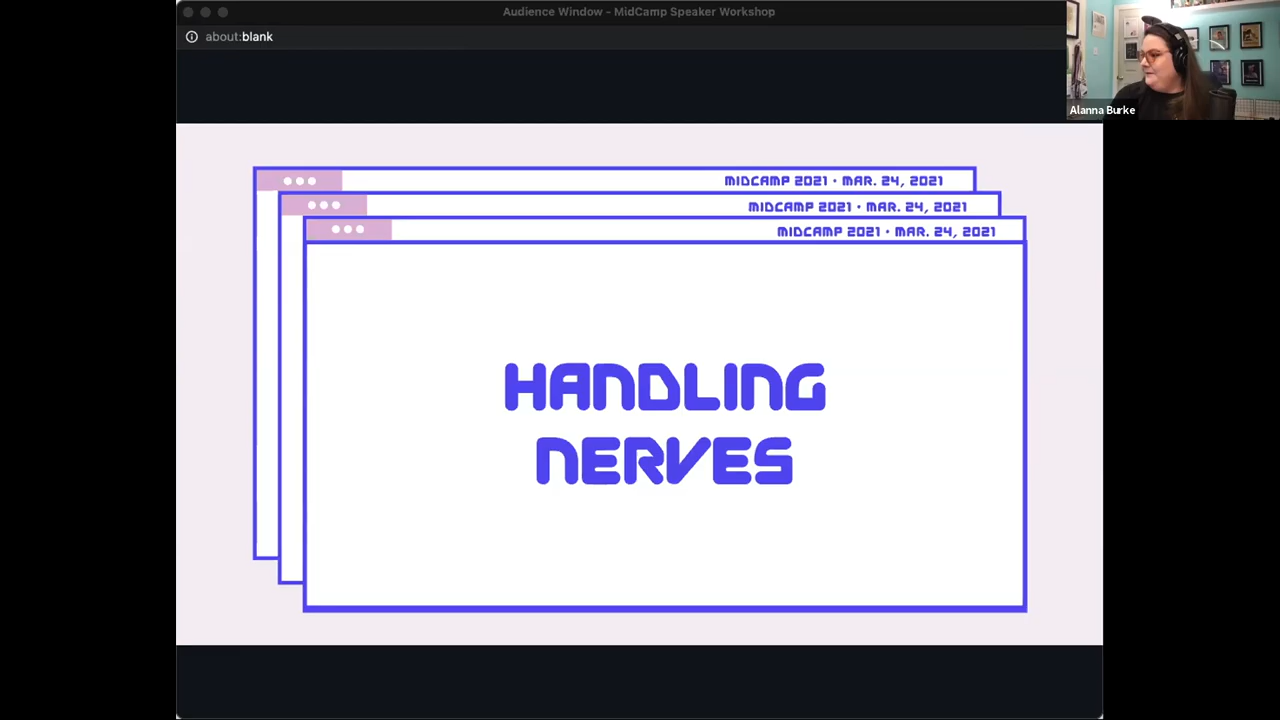 Audience Window - MidCamp Speaker Workshop
about:blank
Alanna Burke
MIDCAMP 2021 • MAR. 24, 2021
MIDCAMP 2021 • MAR. 24, 2021
MIDCAMP 2021 • MAR. 24, 2021
HANDLING
NERVES